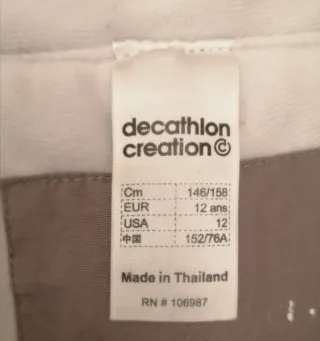 decathlon
creation ©
Cm 146/158
EUR 12 ans
USA 12
中国 152/76A
Made in Thailand
RN # 106987